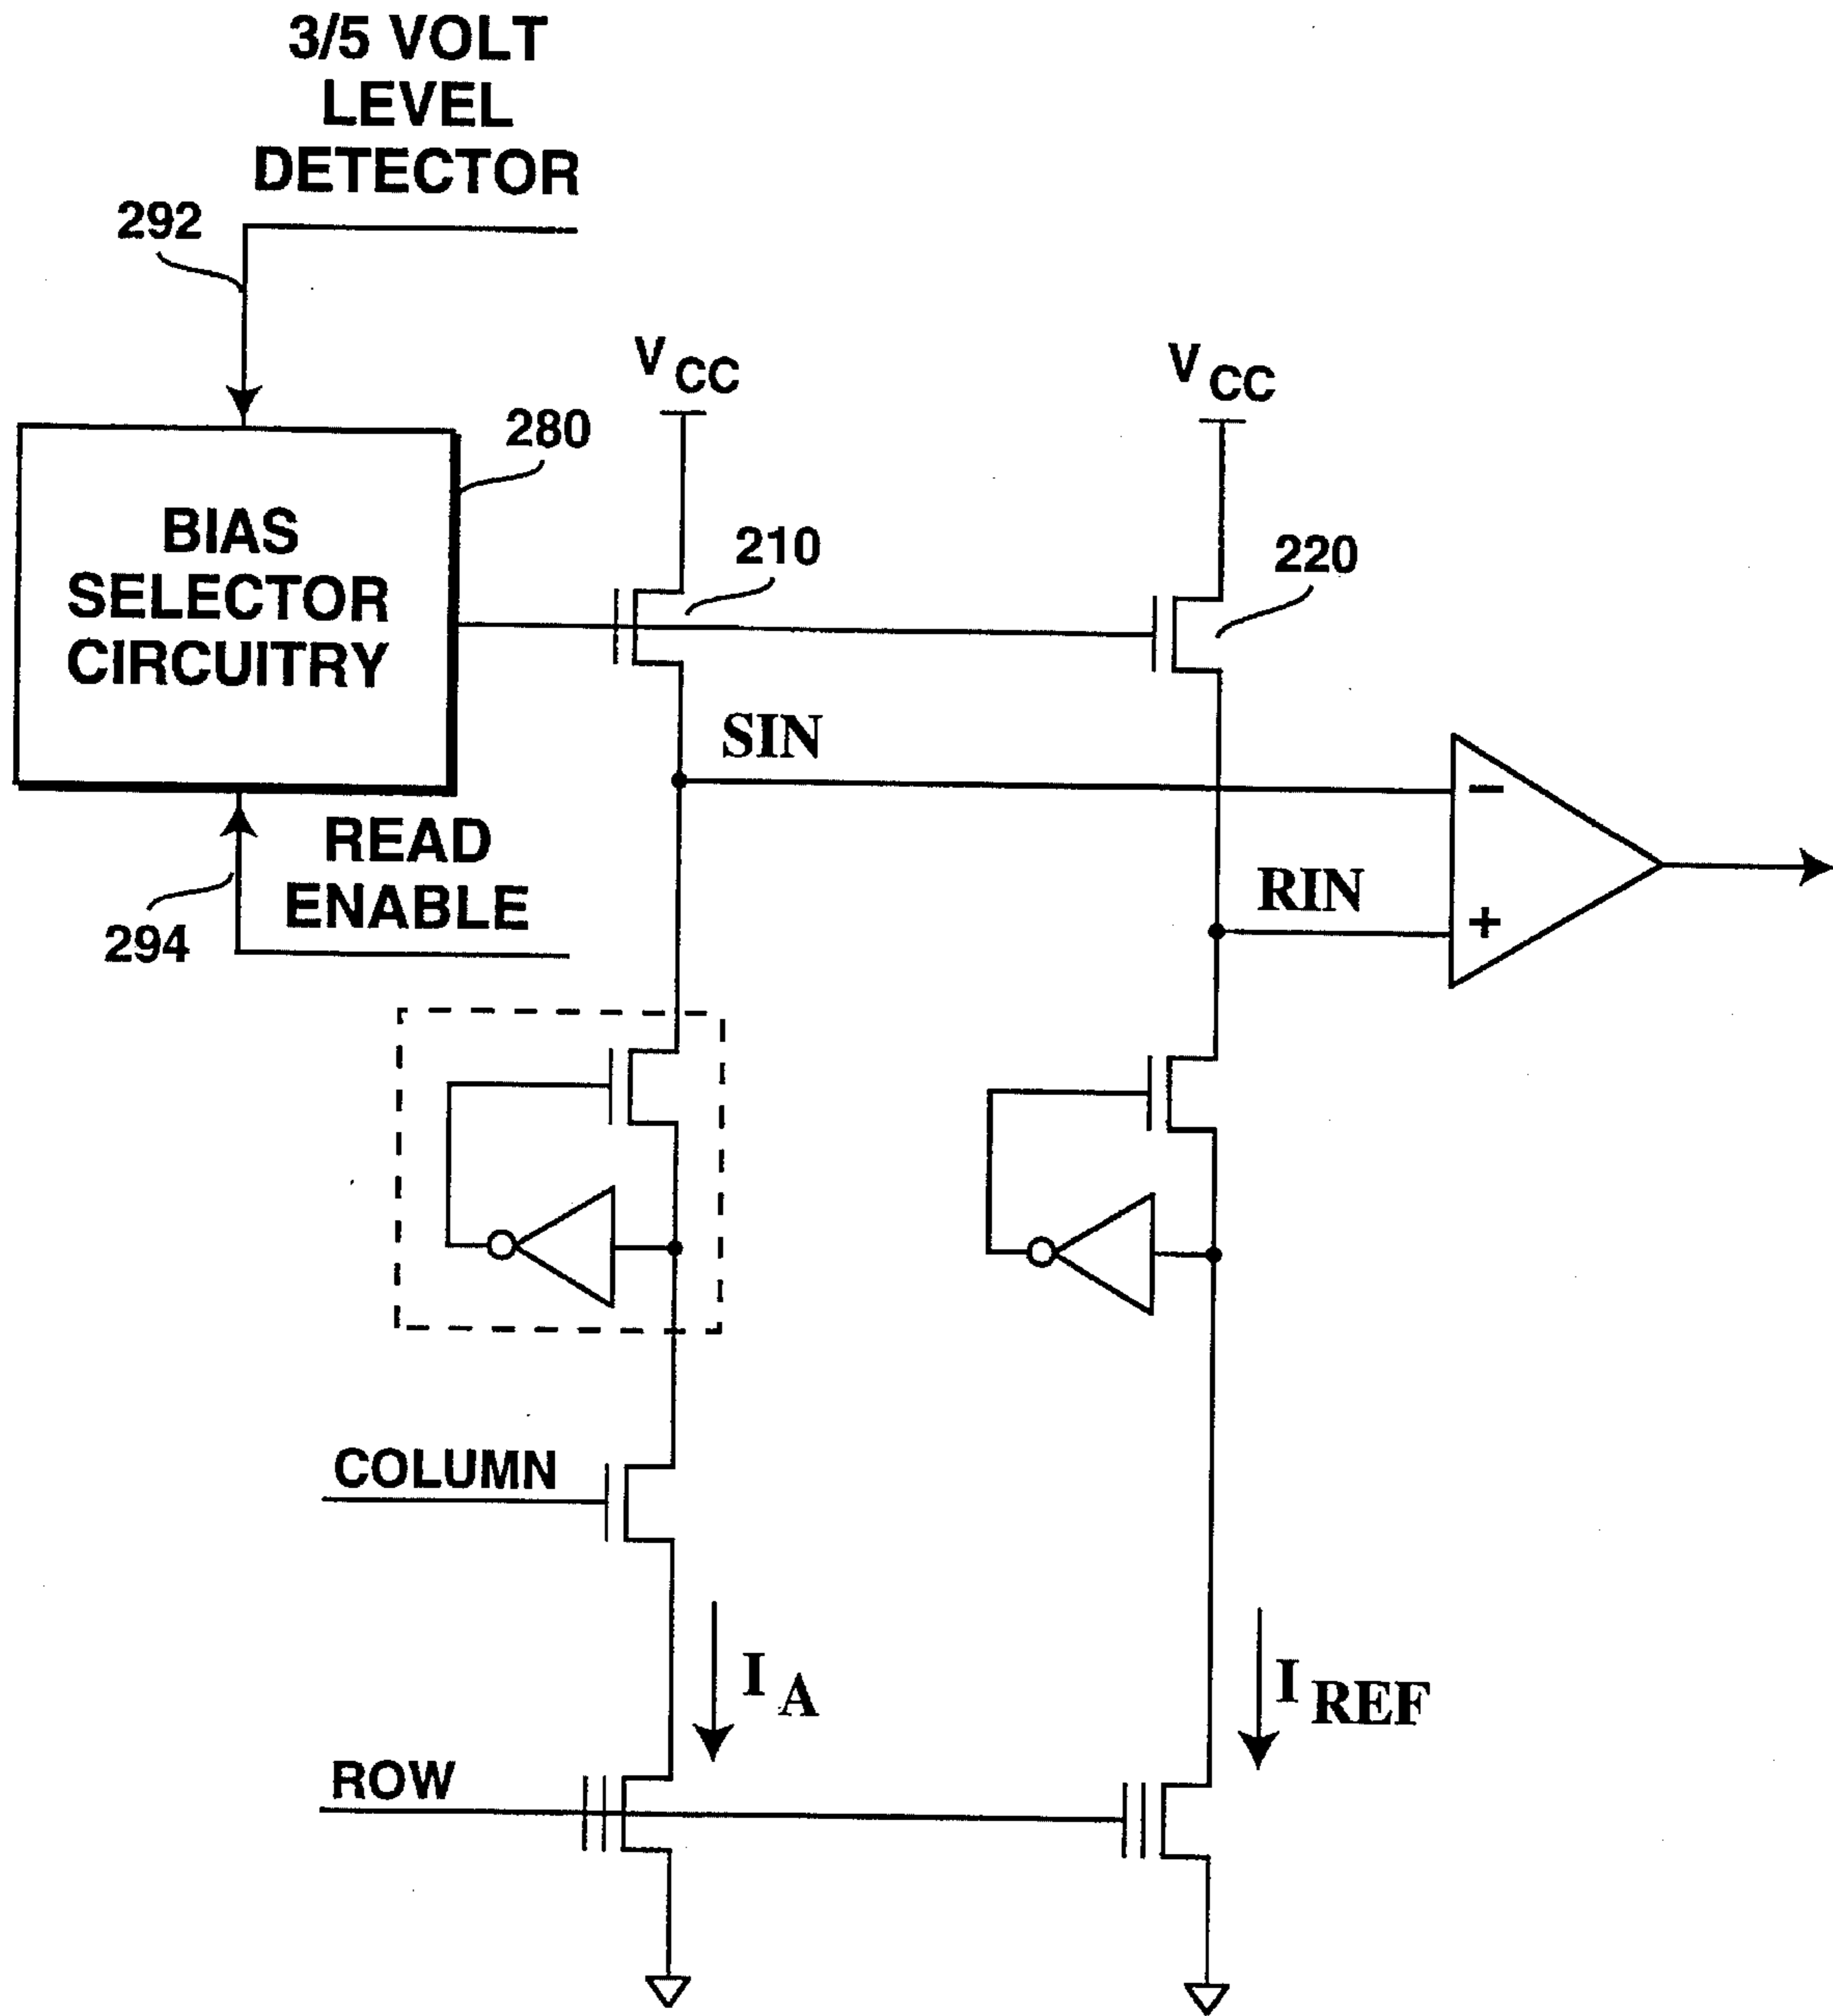 3/5 VOLT
LEVEL
DETECTOR
292
VCC
VCC
280
BIAS
SELECTOR
CIRCUITRY
210
220
SIN
−
READ
ENABLE
294
RIN
+
COLUMN
IA
IREF
ROW